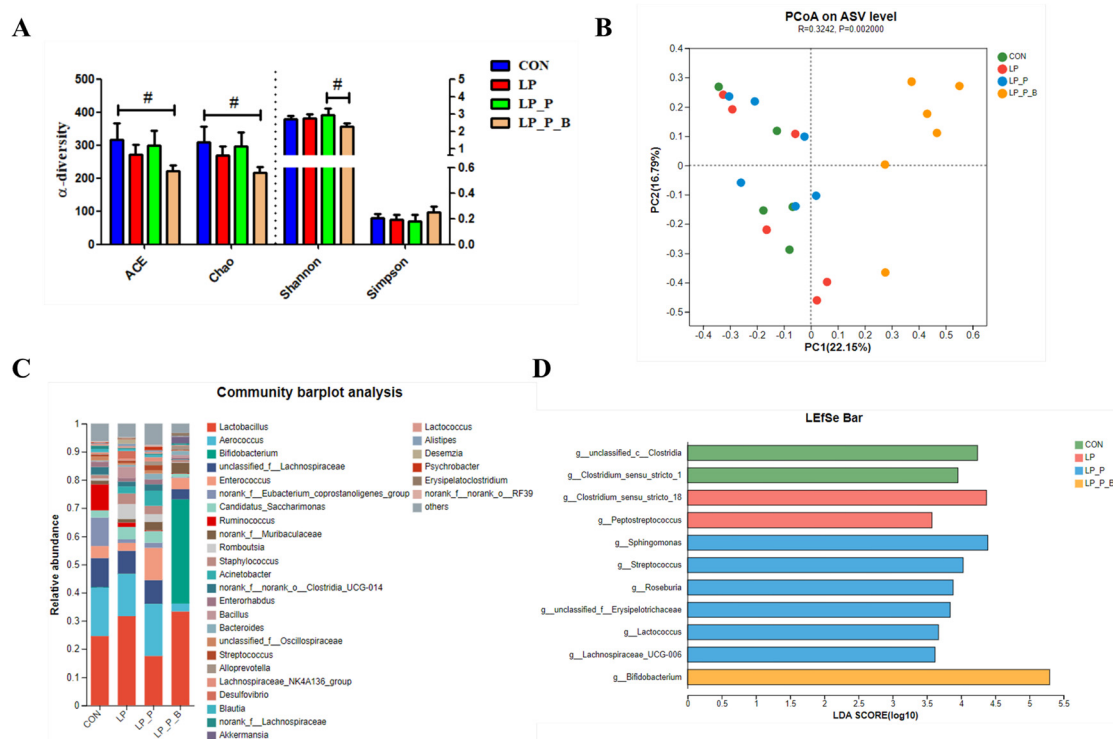 A
#
#
#
CON
LP
LP_P
LP_P_B
α-diversity
500
400
300
200
100
0
5
4
3
2
1
0.6
0.4
0.2
0.0
ACE
Chao
Shannon
Simpson
B
PCoA on ASV level
R=0.3242, P=0.002000
CON
LP
LP_P
LP_P_B
PC2(16.79%)
0.4
0.3
0.2
0.1
0
-0.1
-0.2
-0.3
-0.4
-0.5
-0.4 -0.3 -0.2 -0.1 0 0.1 0.2 0.3 0.4 0.5 0.6
PC1(22.15%)
C
Community barplot analysis
Relative abundance
1
0.9
0.8
0.7
0.6
0.5
0.4
0.3
0.2
0.1
0
CON
LP
LP_P
LP_P_B
Lactobacillus
Aerococcus
Bifidobacterium
unclassified_f__Lachnospiraceae
Enterococcus
norank_f__Eubacterium_coprostanoligenes_group
Candidatus_Saccharimonas
Ruminococcus
norank_f__Muribaculaceae
Romboutsia
Staphylococcus
Acinetobacter
norank_f__norank_o__Clostridia_UCG-014
Enterorhabdus
Bacillus
Bacteroides
unclassified_f__Oscillospiraceae
Streptococcus
Alloprevotella
Lachnospiraceae_NK4A136_group
Desulfovibrio
Blautia
norank_f__Lachnospiraceae
Akkermansia
Lactococcus
Alistipes
Desemzia
Psychrobacter
Erysipelatoclostridium
norank_f__norank_o__RF39
others
D
LEfSe Bar
CON
LP
LP_P
LP_P_B
g__unclassified_c__Clostridia
g__Clostridium_sensu_stricto_1
g__Clostridium_sensu_stricto_18
g__Peptostreptococcus
g__Sphingomonas
g__Streptococcus
g__Roseburia
g__unclassified_f__Erysipelotrichaceae
g__Lactococcus
g__Lachnospiraceae_UCG-006
g__Bifidobacterium
0 0.5 1 1.5 2 2.5 3 3.5 4 4.5 5 5.5
LDA SCORE(log10)